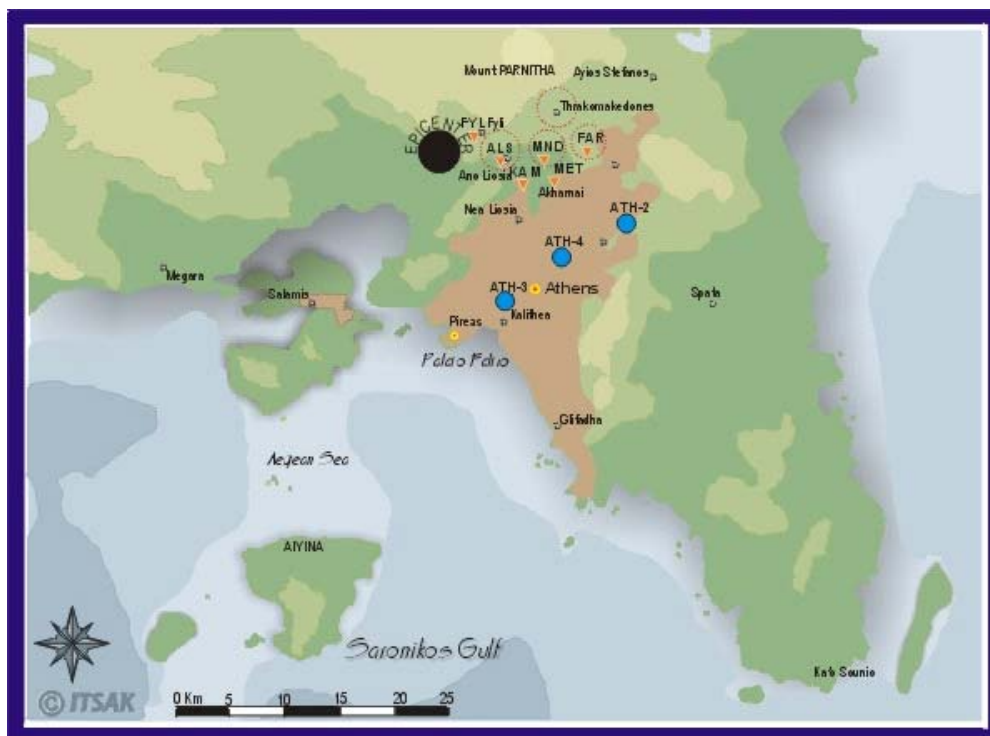 Mount PARNITHA
Ayios Stefanos
Thrakomakedones
FYL Fyli
EPICENTER
ALS
MND
FAR
Ano Liosia
KAM
MET
Akharnai
Nea Liosia
ATH-2
ATH-4
Megara
Salamis
ATH-3
Athens
Spata
Kalithea
Pireas
Palaio Faliro
Glifadha
Aegean Sea
AIYINA
Saronikos Gulf
Kato Sounio
© ITSAK
0 Km 5 10 15 20 25